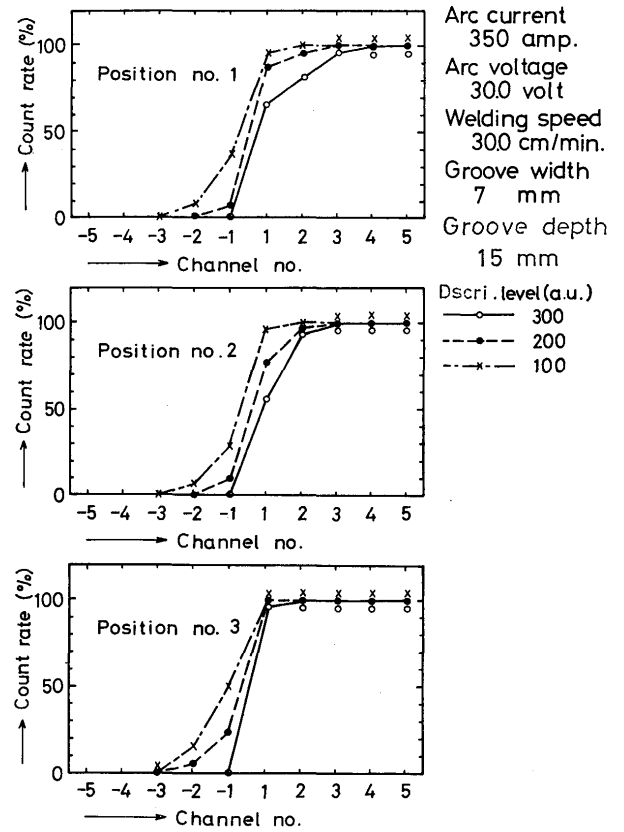 Count rate (%)
100
50
0
Position no. 1
-5 -4 -3 -2 -1 1 2 3 4 5
Channel no.
Count rate (%)
100
50
0
Position no. 2
-5 -4 -3 -2 -1 1 2 3 4 5
Channel no.
Count rate (%)
100
50
0
Position no. 3
-5 -4 -3 -2 -1 1 2 3 4 5
Channel no.
Arc current
350 amp.
Arc voltage
30.0 volt
Welding speed
30.0 cm/min.
Groove width
7 mm
Groove depth
15 mm
Dscri. level (a.u.)
300
200
100